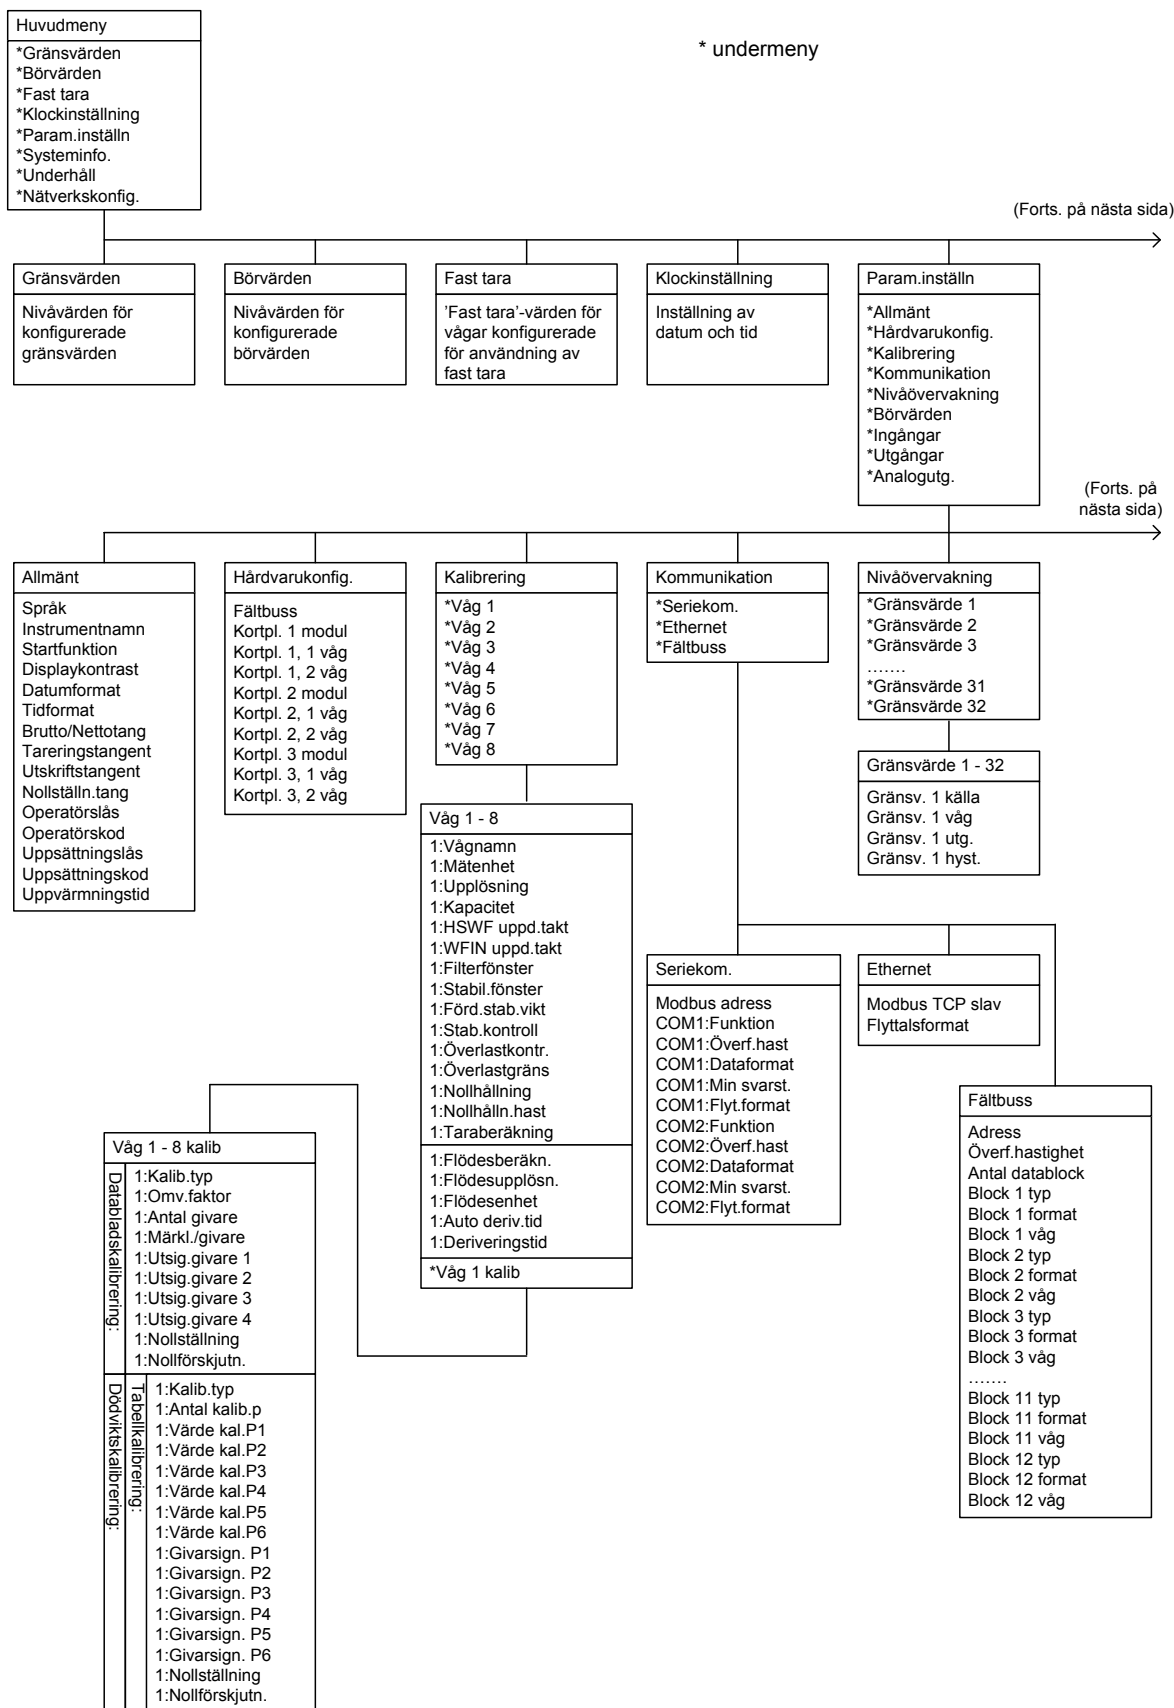 Huvudmeny
*Gränsvärden
*Börvärden
*Fast tara
*Klockinställning
*Param.inställn
*Systeminfo.
*Underhåll
*Nätverkskonfig.
* undermeny
(Forts. på nästa sida)
Gränsvärden
Nivåvärden för
konfigurerade
gränsvärden
Börvärden
Nivåvärden för
konfigurerade
börvärden
Fast tara
’Fast tara’-värden för
vågar konfigurerade
för användning av
fast tara
Klockinställning
Inställning av
datum och tid
Param.inställn
*Allmänt
*Hårdvarukonfig.
*Kalibrering
*Kommunikation
*Nivåövervakning
*Börvärden
*Ingångar
*Utgångar
*Analogutg.
(Forts. på
nästa sida)
Allmänt
Språk
Instrumentnamn
Startfunktion
Displaykontrast
Datumformat
Tidformat
Brutto/Nettotang
Tareringstangent
Utskriftstangent
Nollställn.tang
Operatörslås
Operatörskod
Uppsättningslås
Uppsättningskod
Uppvärmningstid
Hårdvarukonfig.
Fältbuss
Kortpl. 1 modul
Kortpl. 1, 1 våg
Kortpl. 1, 2 våg
Kortpl. 2 modul
Kortpl. 2, 1 våg
Kortpl. 2, 2 våg
Kortpl. 3 modul
Kortpl. 3, 1 våg
Kortpl. 3, 2 våg
Kalibrering
*Våg 1
*Våg 2
*Våg 3
*Våg 4
*Våg 5
*Våg 6
*Våg 7
*Våg 8
Kommunikation
*Seriekom.
*Ethernet
*Fältbuss
Nivåövervakning
*Gränsvärde 1
*Gränsvärde 2
*Gränsvärde 3
.......
*Gränsvärde 31
*Gränsvärde 32
Gränsvärde 1 - 32
Gränsv. 1 källa
Gränsv. 1 våg
Gränsv. 1 utg.
Gränsv. 1 hyst.
Våg 1 - 8
1:Vågnamn
1:Mätenhet
1:Upplösning
1:Kapacitet
1:HSWF uppd.takt
1:WFIN uppd.takt
1:Filterfönster
1:Stabil.fönster
1:Förd.stab.vikt
1:Stab.kontroll
1:Överlastkontr.
1:Överlastgräns
1:Nollhållning
1:Nollhålln.hast
1:Taraberäkning
1:Flödesberäkn.
1:Flödesupplösn.
1:Flödesenhet
1:Auto deriv.tid
1:Deriveringstid
*Våg 1 kalib
Seriekom.
Modbus adress
COM1:Funktion
COM1:Överf.hast
COM1:Dataformat
COM1:Min svarst.
COM1:Flyt.format
COM2:Funktion
COM2:Överf.hast
COM2:Dataformat
COM2:Min svarst.
COM2:Flyt.format
Ethernet
Modbus TCP slav
Flyttalsformat
Fältbuss
Adress
Överf.hastighet
Antal datablock
Block 1 typ
Block 1 format
Block 1 våg
Block 2 typ
Block 2 format
Block 2 våg
Block 3 typ
Block 3 format
Block 3 våg
.......
Block 11 typ
Block 11 format
Block 11 våg
Block 12 typ
Block 12 format
Block 12 våg
Våg 1 - 8 kalib
Databladskalibrering:
1:Kalib.typ
1:Omv.faktor
1:Antal givare
1:Märkl./givare
1:Utsig.givare 1
1:Utsig.givare 2
1:Utsig.givare 3
1:Utsig.givare 4
1:Nollställning
1:Nollförskjutn.
Dödviktskalibrering:
Tabellkalibrering:
1:Kalib.typ
1:Antal kalib.p
1:Värde kal.P1
1:Värde kal.P2
1:Värde kal.P3
1:Värde kal.P4
1:Värde kal.P5
1:Värde kal.P6
1:Givarsign. P1
1:Givarsign. P2
1:Givarsign. P3
1:Givarsign. P4
1:Givarsign. P5
1:Givarsign. P6
1:Nollställning
1:Nollförskjutn.